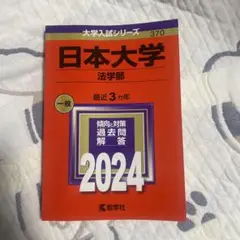 大学入試シリーズ
370
日本大学
法学部
一般
最近3カ年
傾向と対策
過去問
解答
2024
教学社